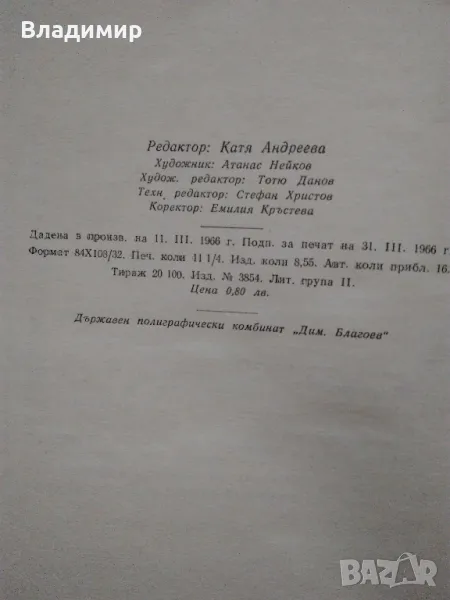 Владимир
Редактор: Катя Андреева
Художник: Атанас Нейков
Худож. редактор: Тотю Данов
Техн. редактор: Стефан Христов
Коректор: Емилия Кръстева
Дадена в произв. на 11. III. 1966 г. Подп. за печат на 31. III. 1966 г.
Формат 84X108/32. Печ. коли 11 1/4. Изд. коли 8,55. Авт. коли прибл. 16.
Тираж 20 100. Изд. № 3854. Лит. група II.
Цена 0,80 лв.
Държавен полиграфически комбинат „Дим. Благоев"
BAZAR